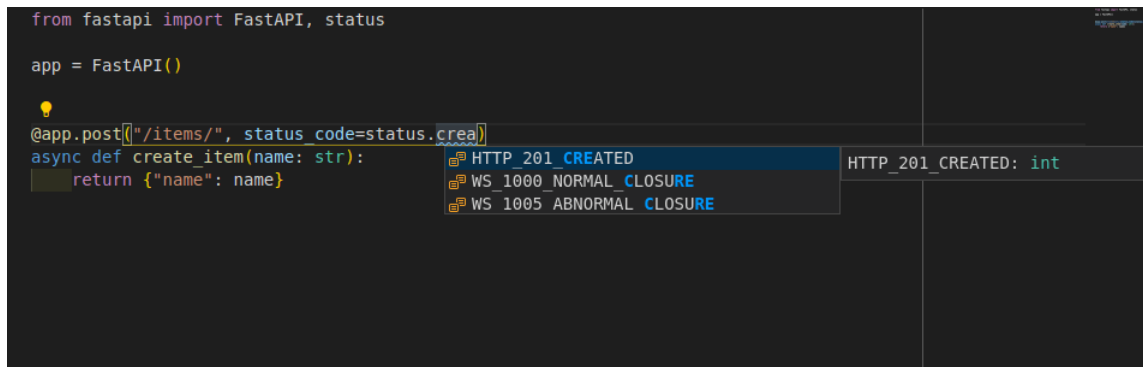 from fastapi import FastAPI, status
app = FastAPI()
@app.post("/items/", status_code=status.crea)
async def create_item(name: str):
    return {"name": name}
HTTP_201_CREATED
WS_1000_NORMAL_CLOSURE
WS_1005_ABNORMAL_CLOSURE
HTTP_201_CREATED: int